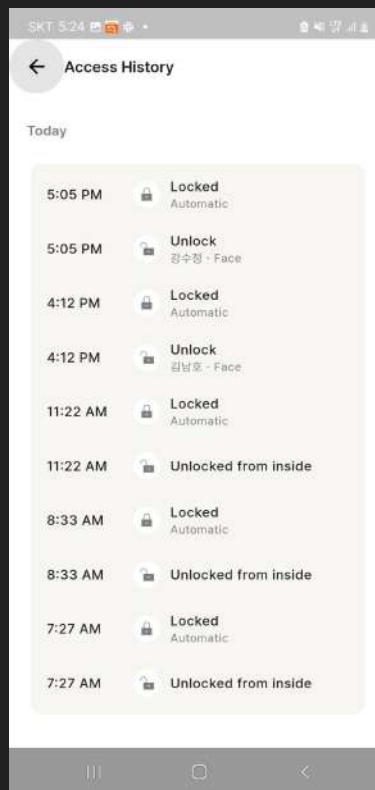 SKT 5:24
Access History
Today
5:05 PM
Locked
Automatic
5:05 PM
Unlock
강수정 - Face
4:12 PM
Locked
Automatic
4:12 PM
Unlock
김남호 - Face
11:22 AM
Locked
Automatic
11:22 AM
Unlocked from inside
8:33 AM
Locked
Automatic
8:33 AM
Unlocked from inside
7:27 AM
Locked
Automatic
7:27 AM
Unlocked from inside